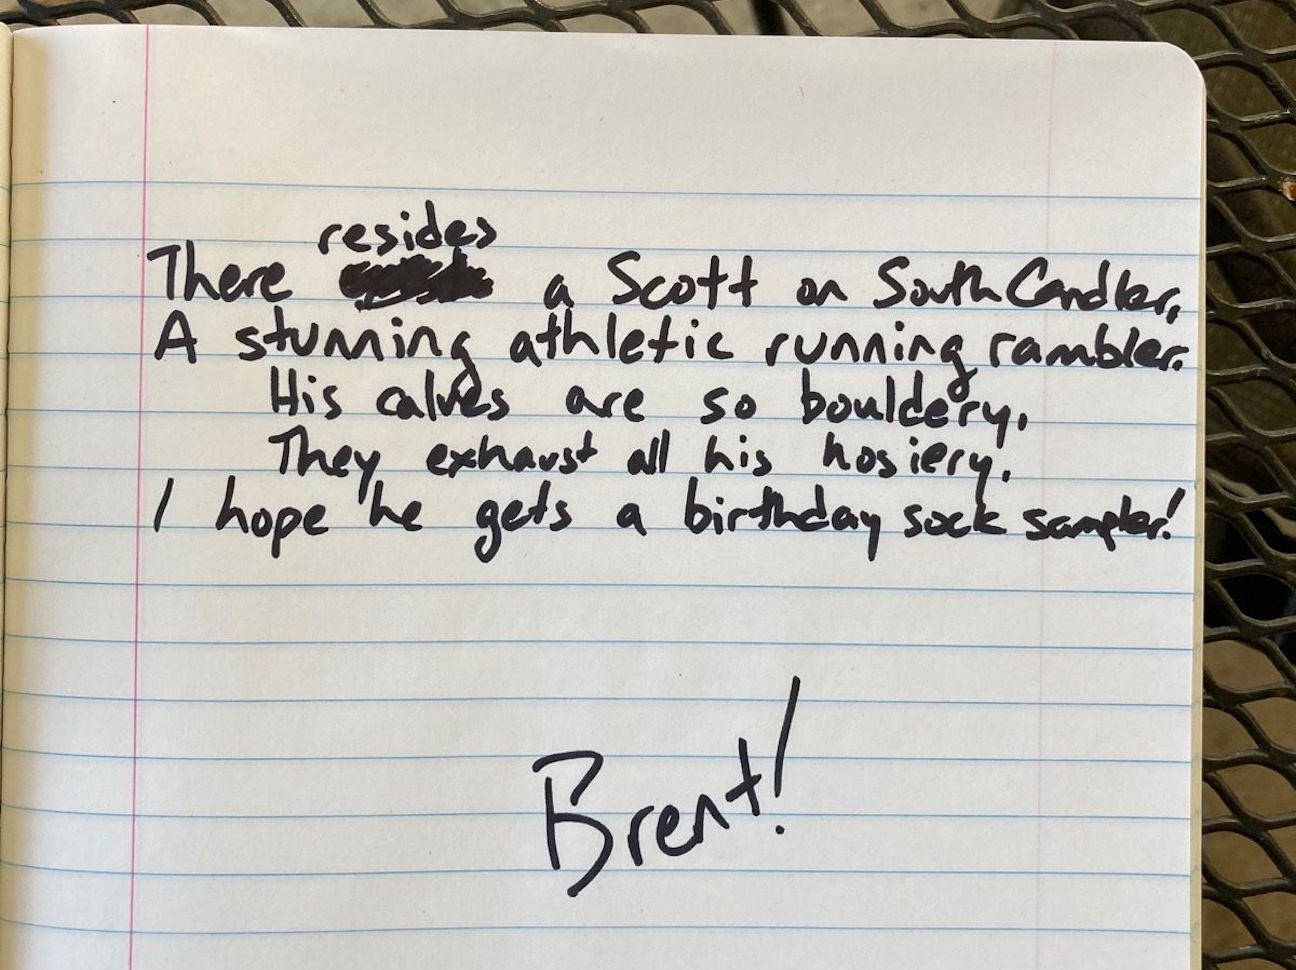 There resides a Scott on South Candler,
A stunning athletic running rambler.
His calves are so bouldery,
They exhaust all his hosiery.
I hope he gets a birthday sock sampler!
Brent!